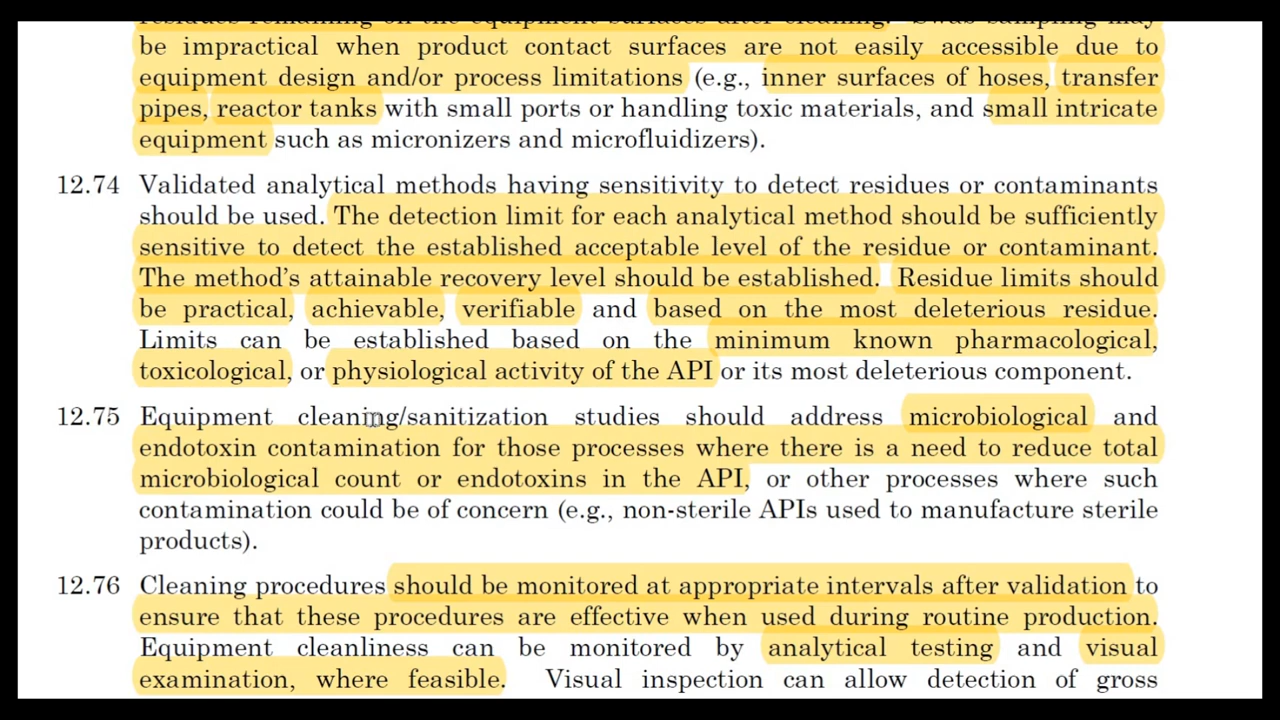 residues remaining on the equipment surfaces after cleaning. Swab sampling may
be impractical when product contact surfaces are not easily accessible due to
equipment design and/or process limitations (e.g., inner surfaces of hoses, transfer
pipes, reactor tanks with small ports or handling toxic materials, and small intricate
equipment such as micronizers and microfluidizers).
12.74 Validated analytical methods having sensitivity to detect residues or contaminants
should be used. The detection limit for each analytical method should be sufficiently
sensitive to detect the established acceptable level of the residue or contaminant.
The method's attainable recovery level should be established. Residue limits should
be practical, achievable, verifiable and based on the most deleterious residue.
Limits can be established based on the minimum known pharmacological,
toxicological, or physiological activity of the API or its most deleterious component.
12.75 Equipment cleaning/sanitization studies should address microbiological and
endotoxin contamination for those processes where there is a need to reduce total
microbiological count or endotoxins in the API, or other processes where such
contamination could be of concern (e.g., non-sterile APIs used to manufacture sterile
products).
12.76 Cleaning procedures should be monitored at appropriate intervals after validation to
ensure that these procedures are effective when used during routine production.
Equipment cleanliness can be monitored by analytical testing and visual
examination, where feasible. Visual inspection can allow detection of gross